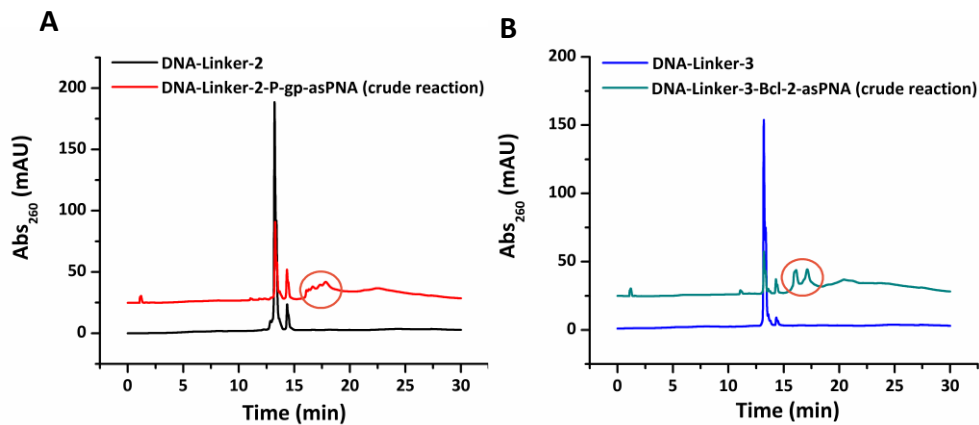 A
DNA-Linker-2
DNA-Linker-2-P-gp-asPNA (crude reaction)
200
150
100
50
0
Abs260 (mAU)
0 5 10 15 20 25 30
Time (min)
B
DNA-Linker-3
DNA-Linker-3-Bcl-2-asPNA (crude reaction)
200
150
100
50
0
Abs260 (mAU)
0 5 10 15 20 25 30
Time (min)